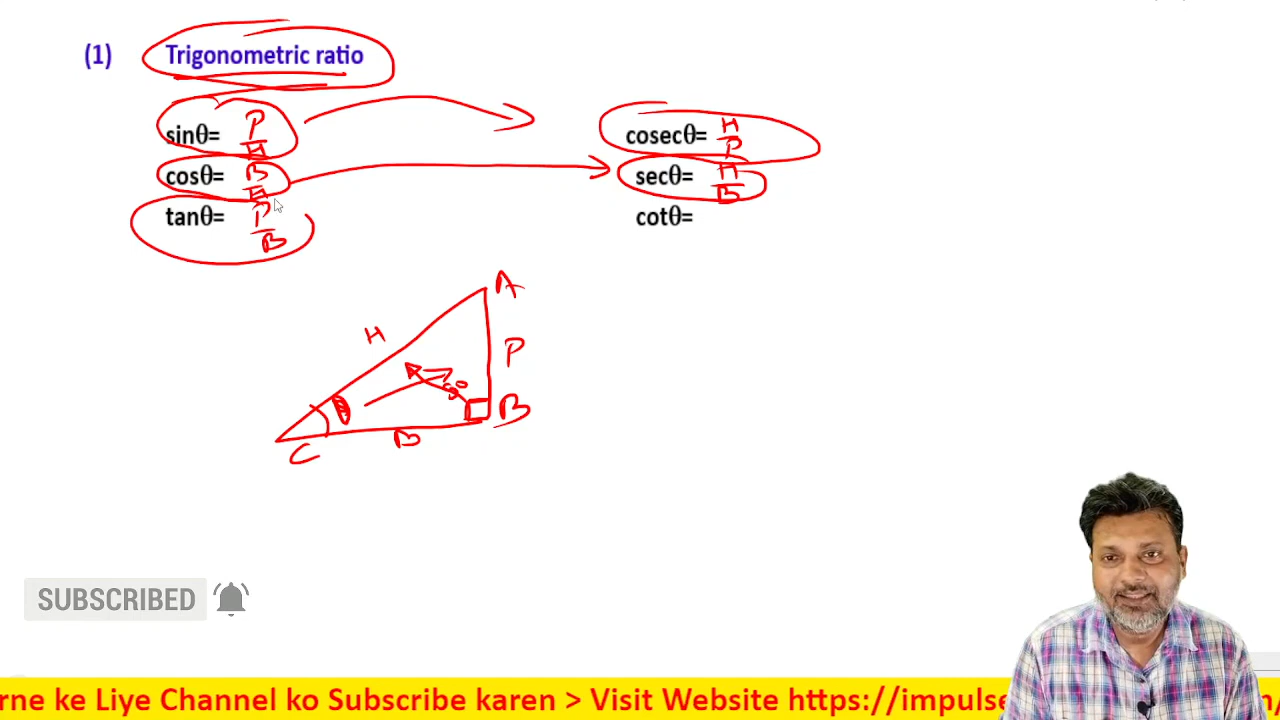 (1) Trigonometric ratio
sinθ= P/H
cosecθ= H/P
cosθ= B/H
secθ= H/B
tanθ= P/B
cotθ=
A
H
P
θ
90°
B
C
B
SUBSCRIBED
rne ke Liye Channel ko Subscribe karen > Visit Website https://impulse